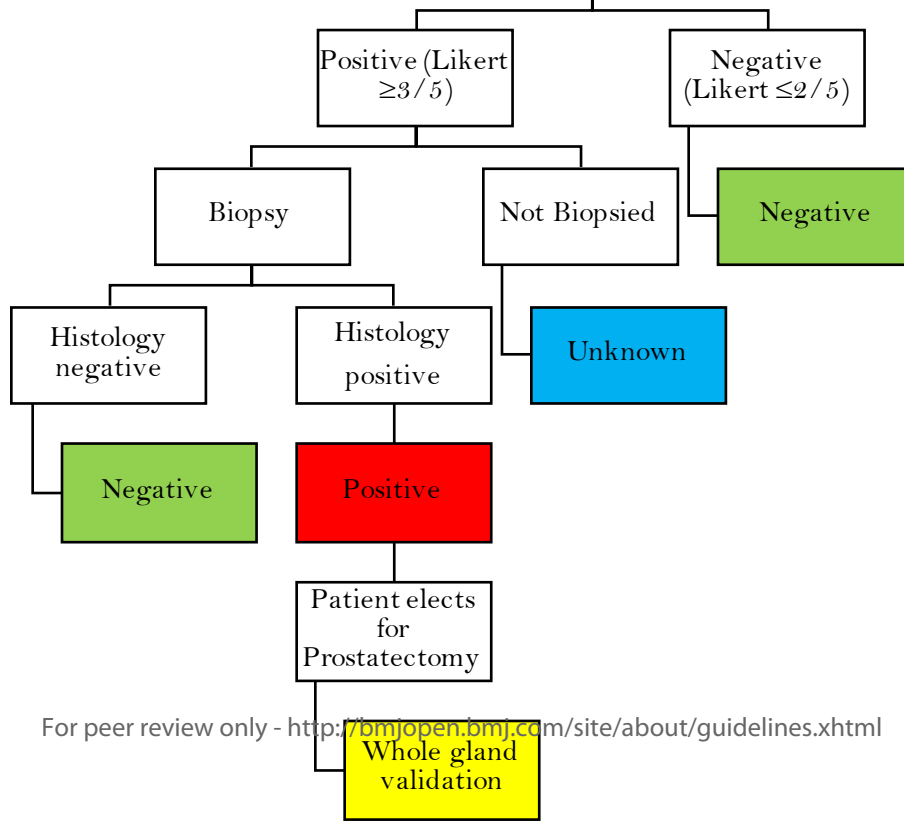 Positive (Likert
≥3/5)
Negative
(Likert ≤2/5)
Biopsy
Not Biopsied
Negative
Histology
negative
Histology
positive
Unknown
Negative
Positive
Patient elects
for
Prostatectomy
For peer review only - http://bmjopen.bmj.com/site/about/guidelines.xhtml
Whole gland
validation